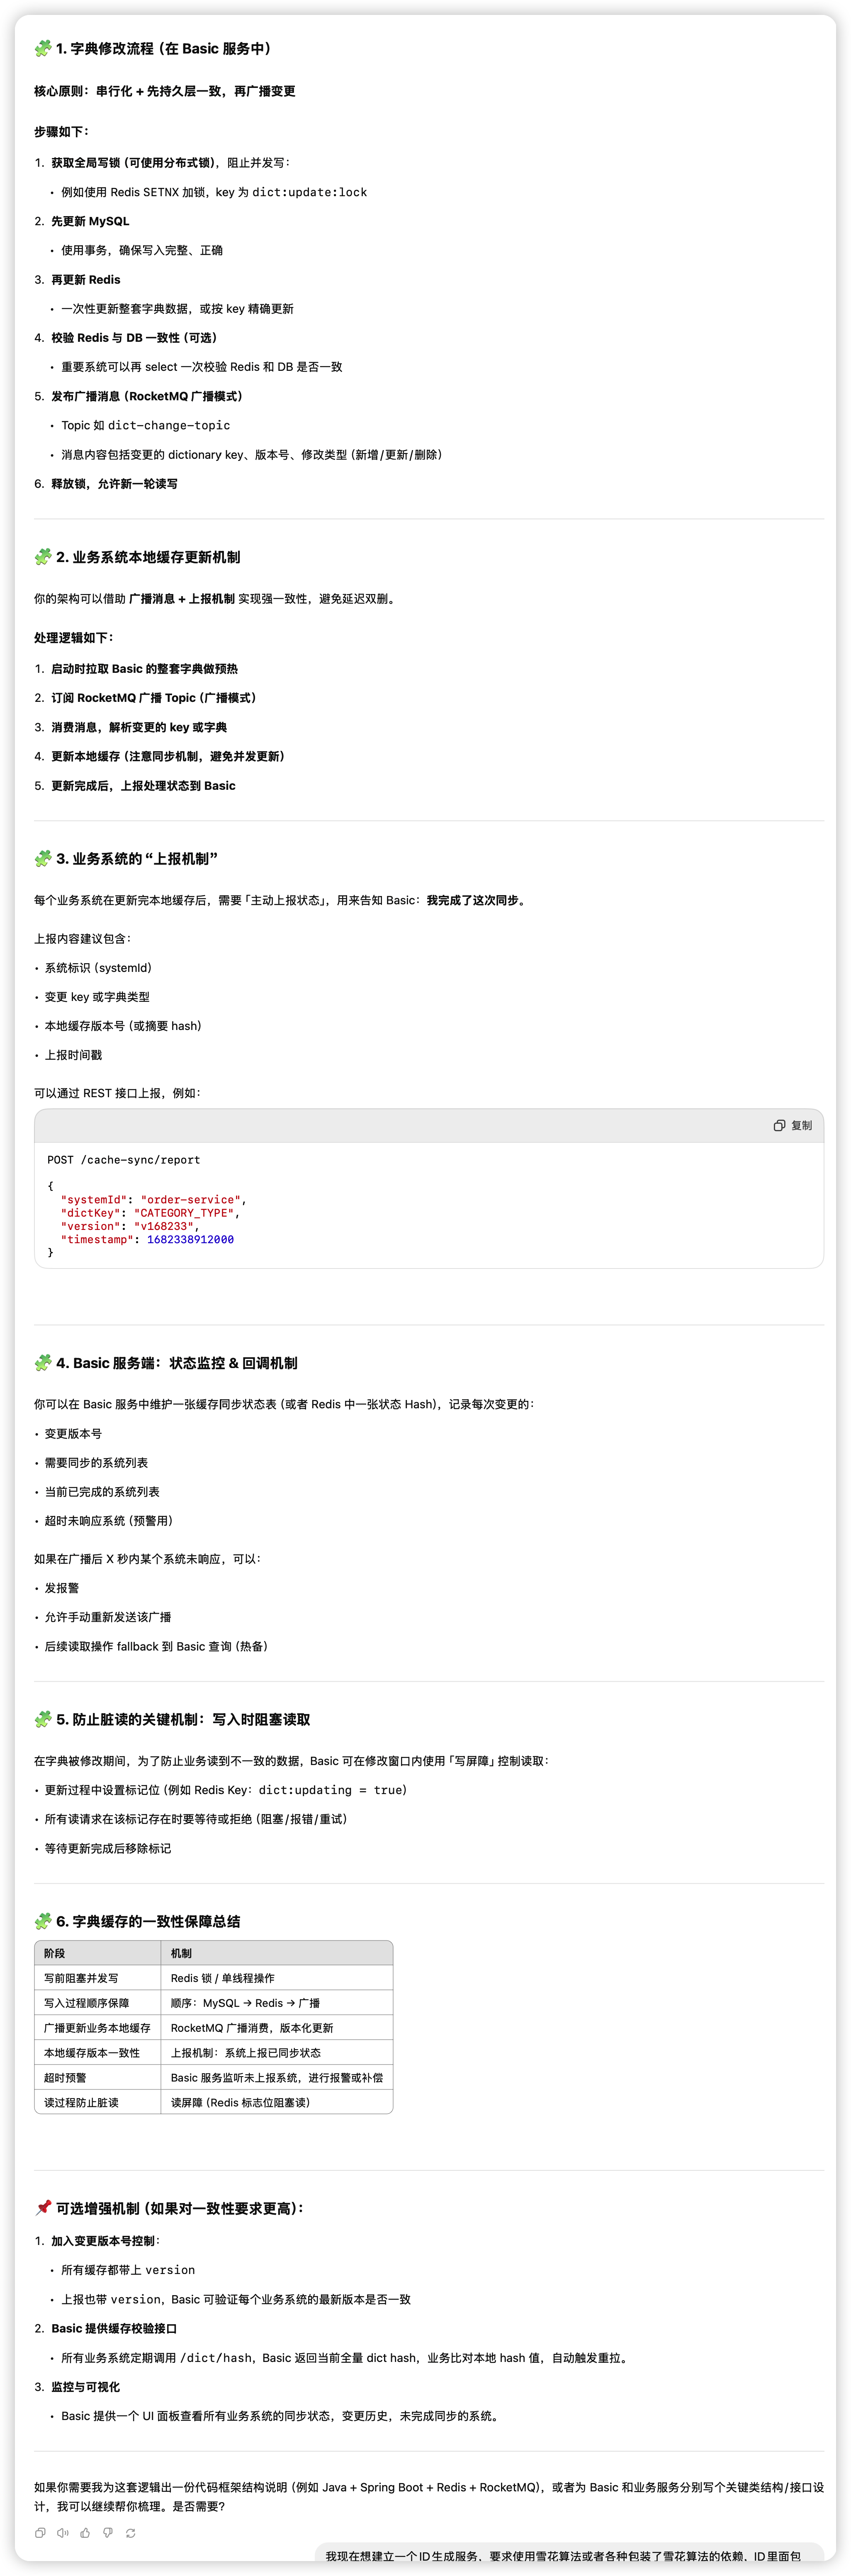 1. 字典修改流程（在 Basic 服务中）
核心原则：串行化 + 先持久层一致，再广播变更
步骤如下：
1. 获取全局写锁（可使用分布式锁），阻止并发写：
• 例如使用 Redis SETNX 加锁，key 为 dict:update:lock
2. 先更新 MySQL
• 使用事务，确保写入完整、正确
3. 再更新 Redis
• 一次性更新整套字典数据，或按 key 精确更新
4. 校验 Redis 与 DB 一致性（可选）
• 重要系统可以再 select 一次校验 Redis 和 DB 是否一致
5. 发布广播消息（RocketMQ 广播模式）
• Topic 如 dict-change-topic
• 消息内容包括变更的 dictionary key、版本号、修改类型（新增/更新/删除）
6. 释放锁，允许新一轮读写
2. 业务系统本地缓存更新机制
你的架构可以借助 广播消息 + 上报机制 实现强一致性，避免延迟双删。
处理逻辑如下：
1. 启动时拉取 Basic 的整套字典做预热
2. 订阅 RocketMQ 广播 Topic（广播模式）
3. 消费消息，解析变更的 key 或字典
4. 更新本地缓存（注意同步机制，避免并发更新）
5. 更新完成后，上报处理状态到 Basic
3. 业务系统的“上报机制”
每个业务系统在更新完本地缓存后，需要「主动上报状态」，用来告知 Basic：我完成了这次同步。
上报内容建议包含：
• 系统标识（systemId）
• 变更 key 或字典类型
• 本地缓存版本号（或摘要 hash）
• 上报时间戳
可以通过 REST 接口上报，例如：
复制
POST /cache-sync/report
{
"systemId": "order-service",
"dictKey": "CATEGORY_TYPE",
"version": "v168233",
"timestamp": 1682338912000
}
4. Basic 服务端：状态监控 & 回调机制
你可以在 Basic 服务中维护一张缓存同步状态表（或者 Redis 中一张状态 Hash），记录每次变更的：
• 变更版本号
• 需要同步的系统列表
• 当前已完成的系统列表
• 超时未响应系统（预警用）
如果在广播后 X 秒内某个系统未响应，可以：
• 发报警
• 允许手动重新发送该广播
• 后续读取操作 fallback 到 Basic 查询（热备）
5. 防止脏读的关键机制：写入时阻塞读取
在字典被修改期间，为了防止业务读到不一致的数据，Basic 可在修改窗口内使用「写屏障」控制读取：
• 更新过程中设置标记位（例如 Redis Key：dict:updating = true）
• 所有读请求在该标记存在时要等待或拒绝（阻塞/报错/重试）
• 等待更新完成后移除标记
6. 字典缓存的一致性保障总结
阶段 机制
写前阻塞并发写 Redis 锁 / 单线程操作
写入过程顺序保障 顺序：MySQL → Redis → 广播
广播更新业务本地缓存 RocketMQ 广播消费，版本化更新
本地缓存版本一致性 上报机制：系统上报已同步状态
超时预警 Basic 服务监听未上报系统，进行报警或补偿
读过程防止脏读 读屏障（Redis 标志位阻塞读）
可选增强机制（如果对一致性要求更高）：
1. 加入变更版本号控制：
• 所有缓存都带上 version
• 上报也带 version，Basic 可验证每个业务系统的最新版本是否一致
2. Basic 提供缓存校验接口
• 所有业务系统定期调用 /dict/hash，Basic 返回当前全量 dict hash，业务比对本地 hash 值，自动触发重拉。
3. 监控与可视化
• Basic 提供一个 UI 面板查看所有业务系统的同步状态，变更历史，未完成同步的系统。
如果你需要我为这套逻辑出一份代码框架结构说明（例如 Java + Spring Boot + Redis + RocketMQ），或者为 Basic 和业务服务分别写个关键类结构/接口设
计，我可以继续帮你梳理。是否需要?
我现在想建立一个ID生成服务，要求使用雪花算法或者各种包装了雪花算法的依赖，ID里面包